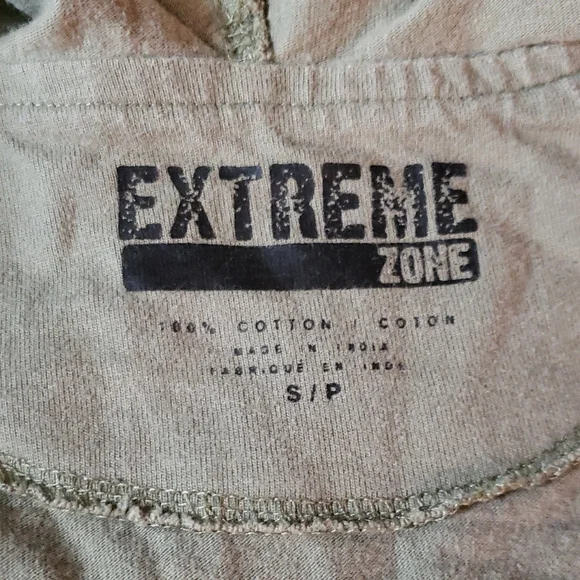 EXTREME
ZONE
100% COTTON / COTON
MADE IN INDIA
FABRIQUÉ EN INDE
S/P